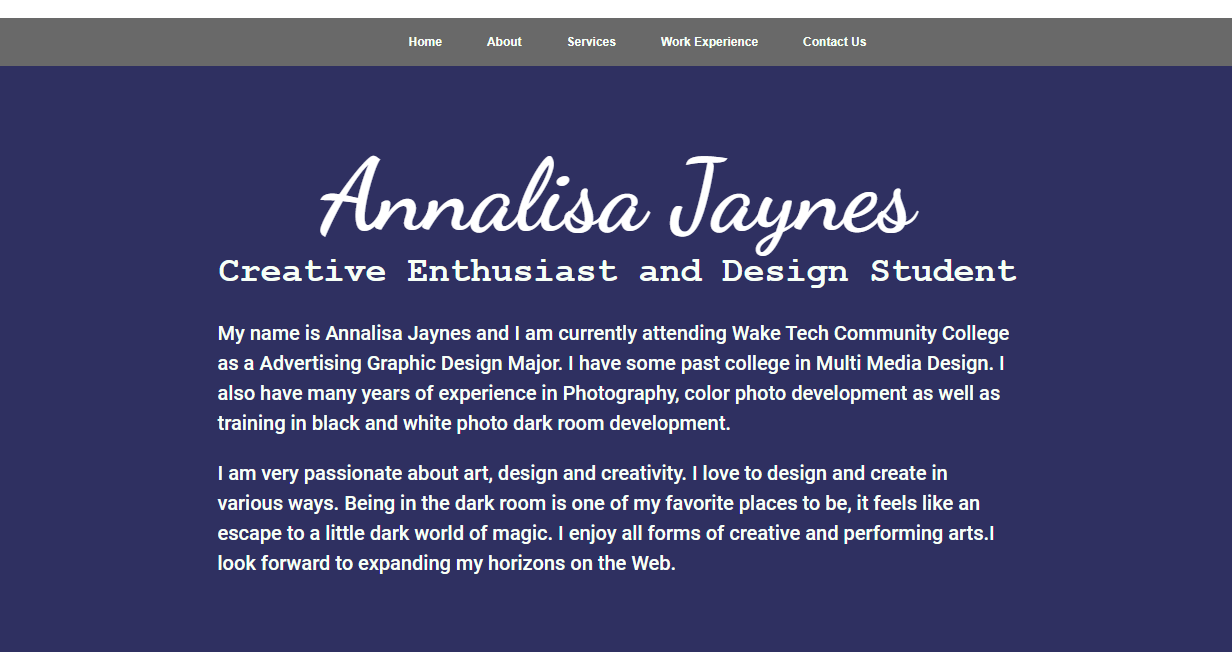 Home About Services Work Experience Contact Us
Annalisa Jaynes
Creative Enthusiast and Design Student
My name is Annalisa Jaynes and I am currently attending Wake Tech Community College
as a Advertising Graphic Design Major. I have some past college in Multi Media Design. I
also have many years of experience in Photography, color photo development as well as
training in black and white photo dark room development.
I am very passionate about art, design and creativity. I love to design and create in
various ways. Being in the dark room is one of my favorite places to be, it feels like an
escape to a little dark world of magic. I enjoy all forms of creative and performing arts.I
look forward to expanding my horizons on the Web.